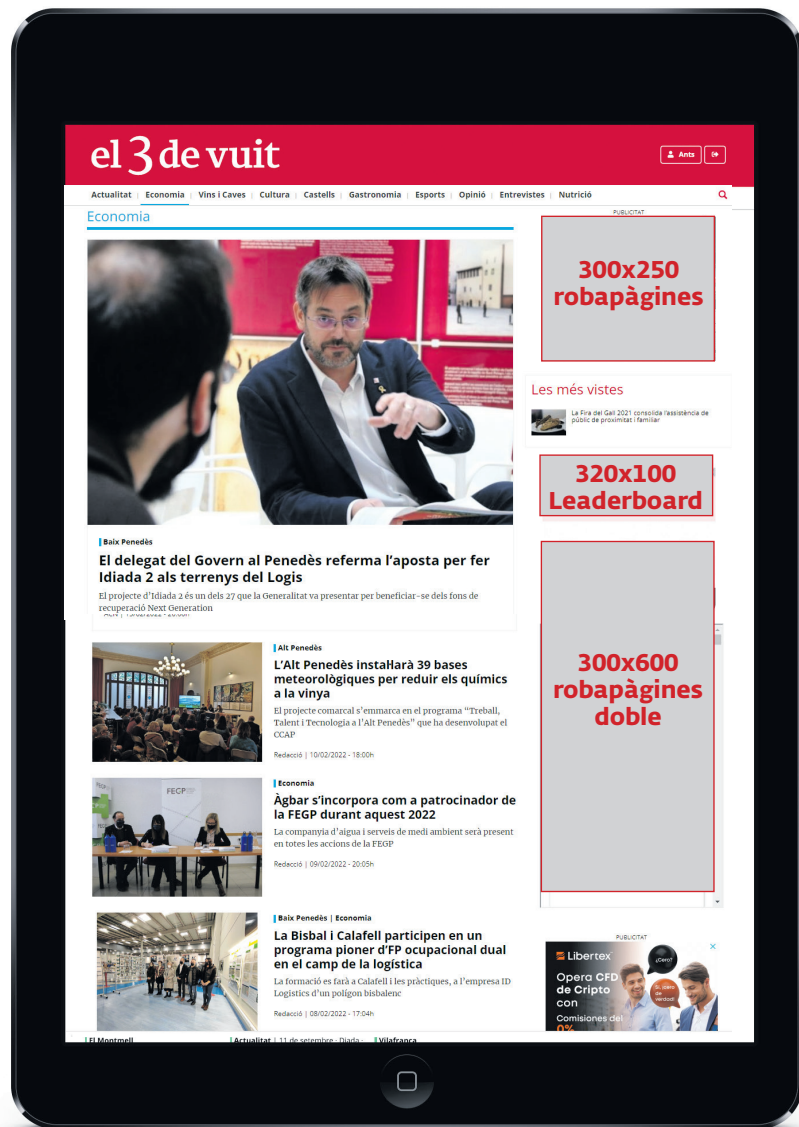 el 3 de vuit
Ants
Actualitat | Economia | Vins i Caves | Cultura | Castells | Gastronomia | Esports | Opinió | Entrevistes | Nutrició
Economia
Baix Penedès
El delegat del Govern al Penedès referma l'aposta per fer
Idiada 2 als terrenys del Logis
El projecte d'Idiada 2 és un dels 27 que la Generalitat va presentar per beneficiar-se dels fons de
recuperació Next Generation
Alt Penedès
L'Alt Penedès instal·larà 39 bases
meteorològiques per reduir els químics
a la vinya
El projecte comarcal s'emmarca en el programa "Treball,
Talent i Tecnologia a l'Alt Penedès" que ha desenvolupat el
CCAP
Redacció | 10/02/2022 - 18:00h
FEGP
Economia
Àgbar s'incorpora com a patrocinador de
la FEGP durant aquest 2022
La companyia d'aigua i serveis de medi ambient serà present
en totes les accions de la FEGP
Redacció | 09/02/2022 - 20:05h
Baix Penedès | Economia
La Bisbal i Calafell participen en un
programa pioner d'FP ocupacional dual
en el camp de la logística
La formació es farà a Calafell i les pràctiques, a l'empresa ID
Logistics d'un polígon bisbalenc
Redacció | 08/02/2022 - 17:04h
El Montmell
Actualitat | 11 de setembre - Diada -
Vilafranca
PUBLICITAT
300x250
robapàgines
Les més vistes
La Fira del Gall 2021 consolida l'assistència de
públic de proximitat i familiar
320x100
Leaderboard
300x600
robapàgines
doble
PUBLICITAT
Libertex
¿Cero?
Opera CFD
de Cripto
con
Sí, ¡cero
de
verdad!
Comisiones del
0%